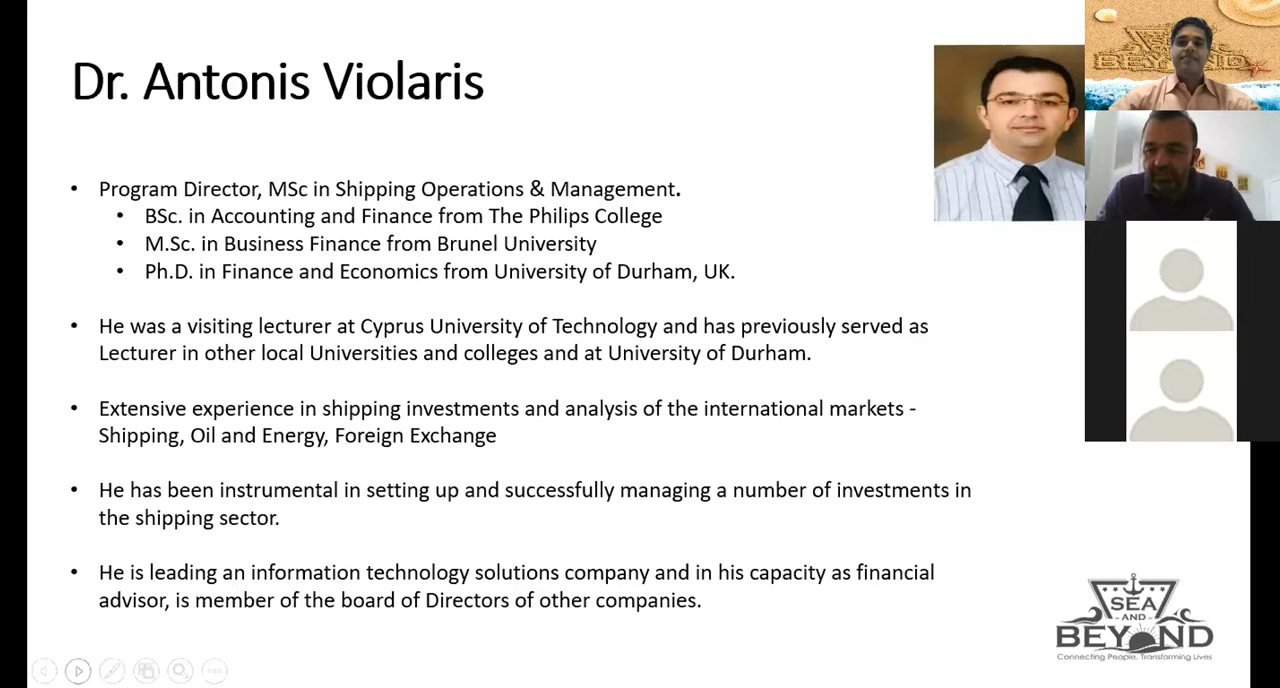 Dr. Antonis Violaris
• Program Director, MSc in Shipping Operations & Management.
• BSc. in Accounting and Finance from The Philips College
• M.Sc. in Business Finance from Brunel University
• Ph.D. in Finance and Economics from University of Durham, UK.
• He was a visiting lecturer at Cyprus University of Technology and has previously served as
Lecturer in other local Universities and colleges and at University of Durham.
• Extensive experience in shipping investments and analysis of the international markets -
Shipping, Oil and Energy, Foreign Exchange
• He has been instrumental in setting up and successfully managing a number of investments in
the shipping sector.
• He is leading an information technology solutions company and in his capacity as financial
advisor, is member of the board of Directors of other companies.
BEYOND
SEA
AND
BEYOND
Connecting People, Transforming Lives